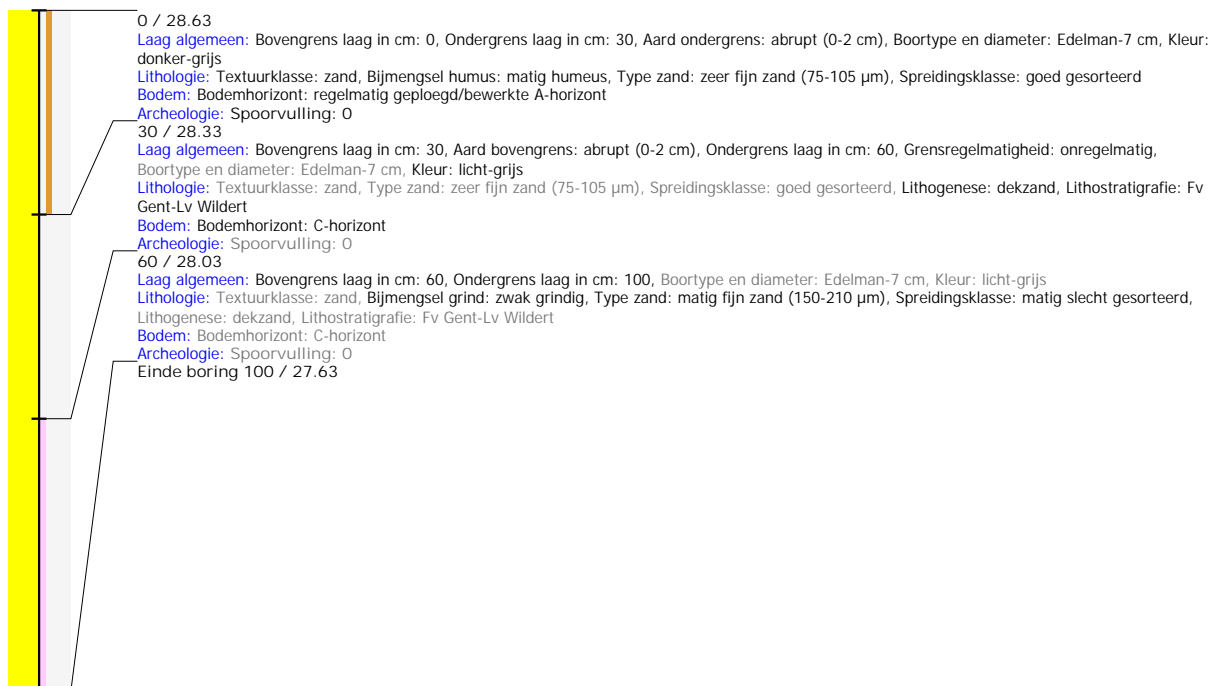 0 / 28.63
Laag algemeen: Bovengrens laag in cm: 0, Ondergrens laag in cm: 30, Aard ondergrens: abrupt (0-2 cm), Boortype en diameter: Edelman-7 cm, Kleur:
donker-grijs
Lithologie: Textuurklasse: zand, Bijmengsel humus: matig humeus, Type zand: zeer fijn zand (75-105 µm), Spreidingsklasse: goed gesorteerd
Bodem: Bodemhorizont: regelmatig geploegd/bewerkte A-horizont
Archeologie: Spoorvulling: 0
30 / 28.33
Laag algemeen: Bovengrens laag in cm: 30, Aard bovengrens: abrupt (0-2 cm), Ondergrens laag in cm: 60, Grensregelmatigheid: onregelmatig,
Boortype en diameter: Edelman-7 cm, Kleur: licht-grijs
Lithologie: Textuurklasse: zand, Type zand: zeer fijn zand (75-105 µm), Spreidingsklasse: goed gesorteerd, Lithogenese: dekzand, Lithostratigrafie: Fv
Gent-Lv Wildert
Bodem: Bodemhorizont: C-horizont
Archeologie: Spoorvulling: 0
60 / 28.03
Laag algemeen: Bovengrens laag in cm: 60, Ondergrens laag in cm: 100, Boortype en diameter: Edelman-7 cm, Kleur: licht-grijs
Lithologie: Textuurklasse: zand, Bijmengsel grind: zwak grindig, Type zand: matig fijn zand (150-210 µm), Spreidingsklasse: matig slecht gesorteerd,
Lithogenese: dekzand, Lithostratigrafie: Fv Gent-Lv Wildert
Bodem: Bodemhorizont: C-horizont
Archeologie: Spoorvulling: 0
Einde boring 100 / 27.63